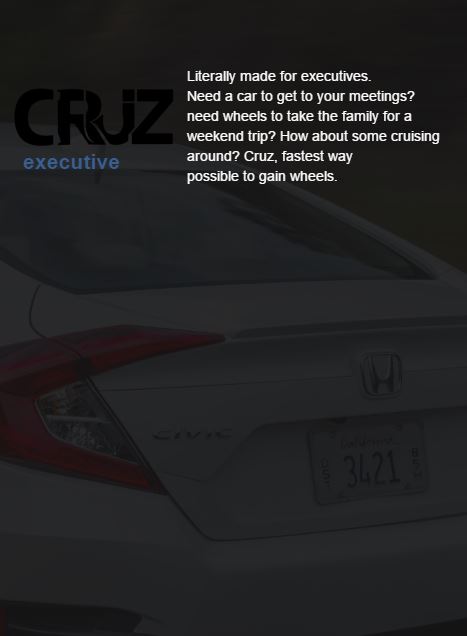 CRUZ
executive
Literally made for executives.
Need a car to get to your meetings?
need wheels to take the family for a
weekend trip? How about some cruising
around? Cruz, fastest way
possible to gain wheels.
CIVIC
California
3421